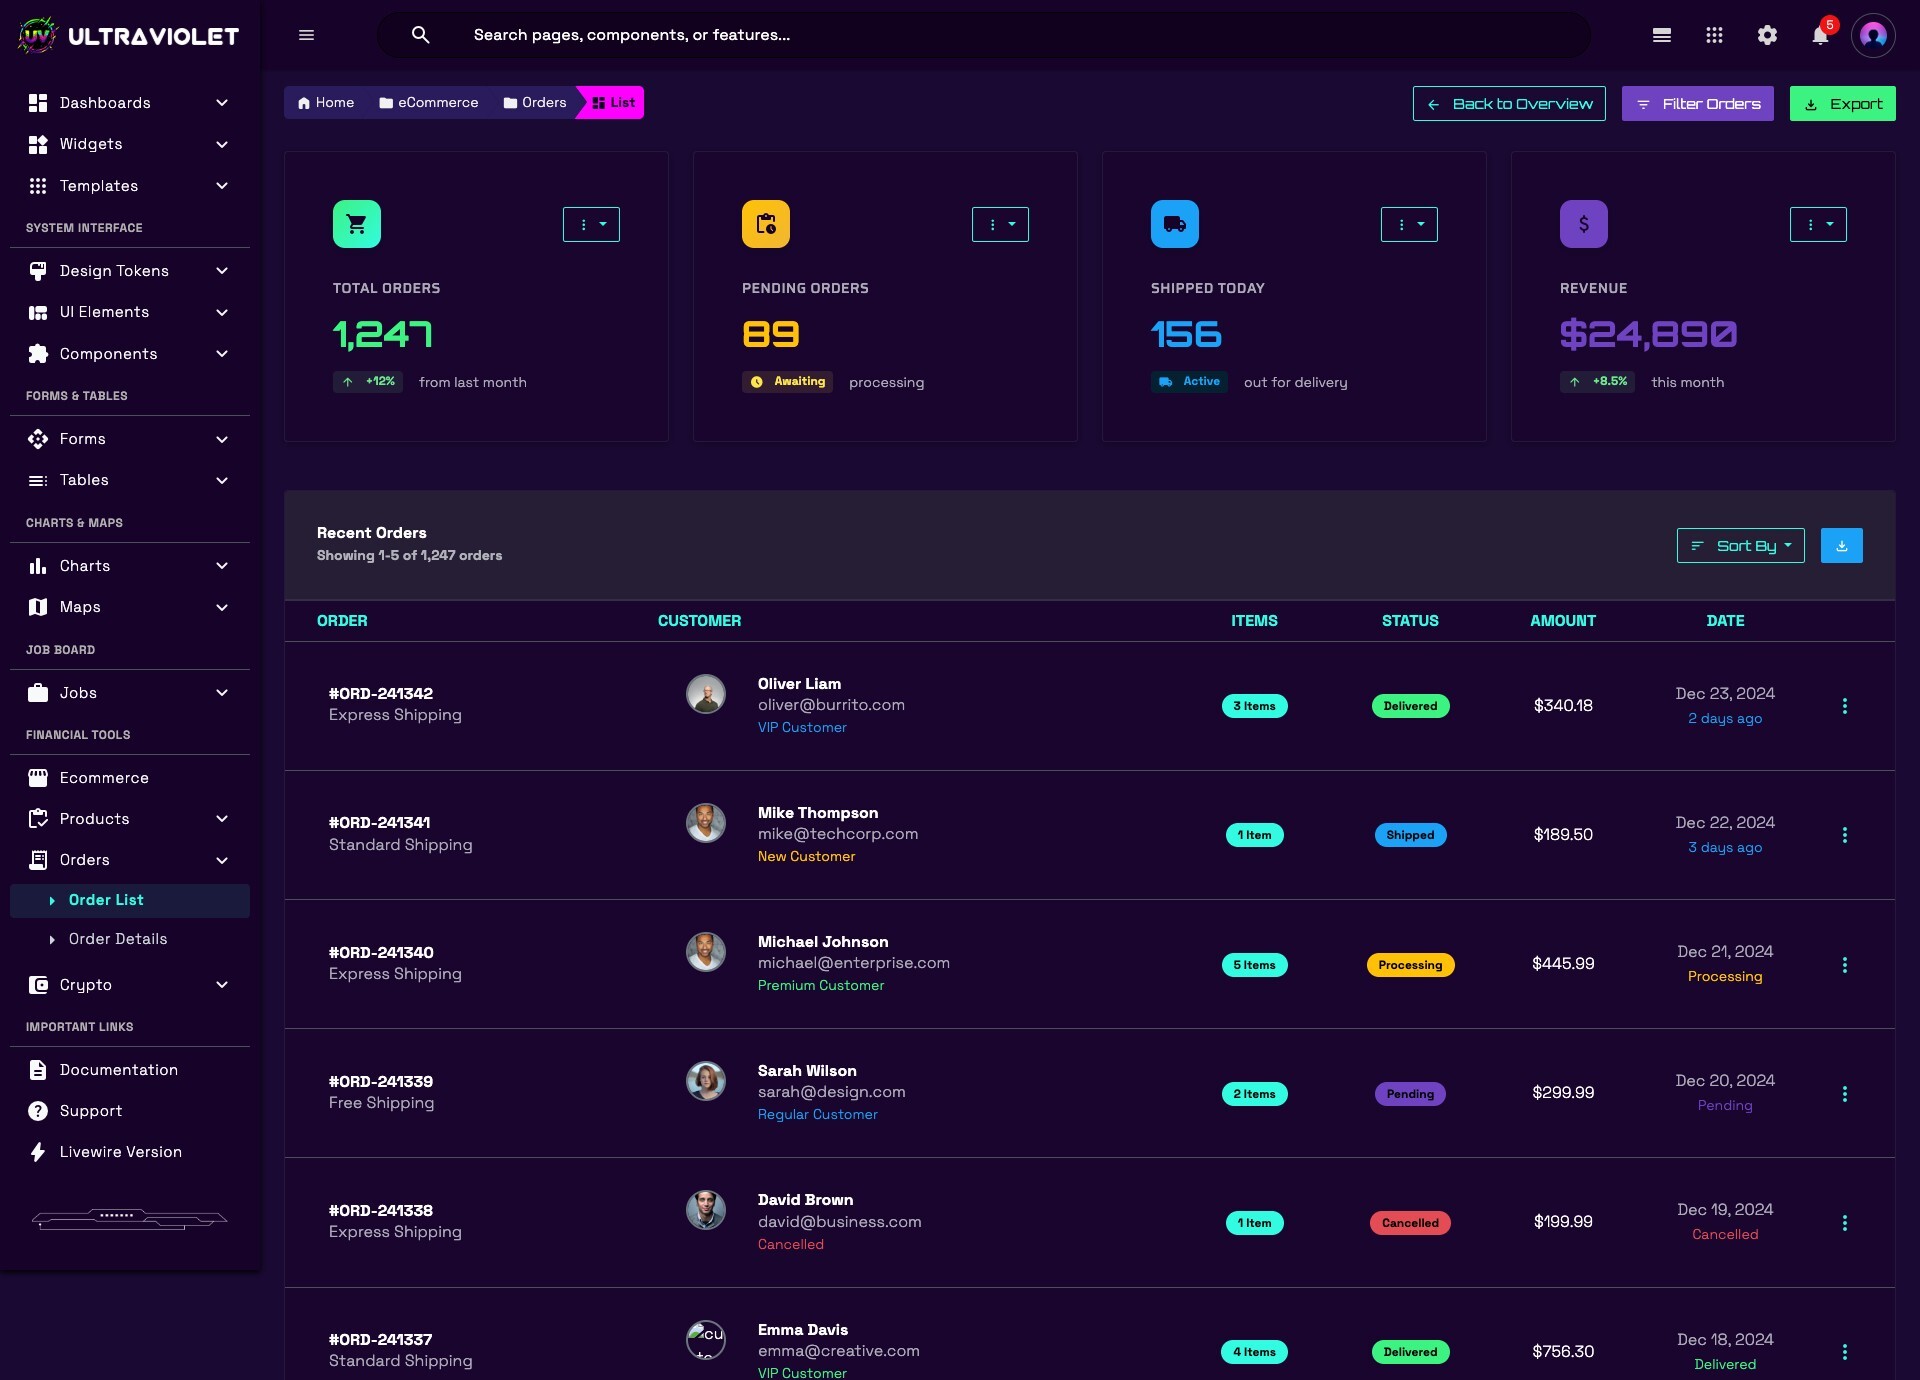 UV ULTRAVIOLET
Search pages, components, or features...
5
Dashboards
Widgets
Templates
SYSTEM INTERFACE
Design Tokens
UI Elements
Components
FORMS & TABLES
Forms
Tables
CHARTS & MAPS
Charts
Maps
JOB BOARD
Jobs
FINANCIAL TOOLS
Ecommerce
Products
Orders
Order List
Order Details
Crypto
IMPORTANT LINKS
Documentation
Support
Livewire Version
Home eCommerce Orders List
Back to Overview Filter Orders Export
TOTAL ORDERS
1,247
+12% from last month
PENDING ORDERS
89
Awaiting processing
SHIPPED TODAY
156
Active out for delivery
$
REVENUE
$24,890
+8.5% this month
Recent Orders
Showing 1-5 of 1,247 orders
Sort By
ORDER CUSTOMER ITEMS STATUS AMOUNT DATE
#ORD-241342
Express Shipping
Oliver Liam
oliver@burrito.com
VIP Customer
3 Items Delivered $340.18
Dec 23, 2024
2 days ago
#ORD-241341
Standard Shipping
Mike Thompson
mike@techcorp.com
New Customer
1 Item Shipped $189.50
Dec 22, 2024
3 days ago
#ORD-241340
Express Shipping
Michael Johnson
michael@enterprise.com
Premium Customer
5 Items Processing $445.99
Dec 21, 2024
Processing
#ORD-241339
Free Shipping
Sarah Wilson
sarah@design.com
Regular Customer
2 Items Pending $299.99
Dec 20, 2024
Pending
#ORD-241338
Express Shipping
David Brown
david@business.com
Cancelled
1 Item Cancelled $199.99
Dec 19, 2024
Cancelled
#ORD-241337
Standard Shipping
Emma Davis
emma@creative.com
VIP Customer
4 Items Delivered $756.30
Dec 18, 2024
Delivered